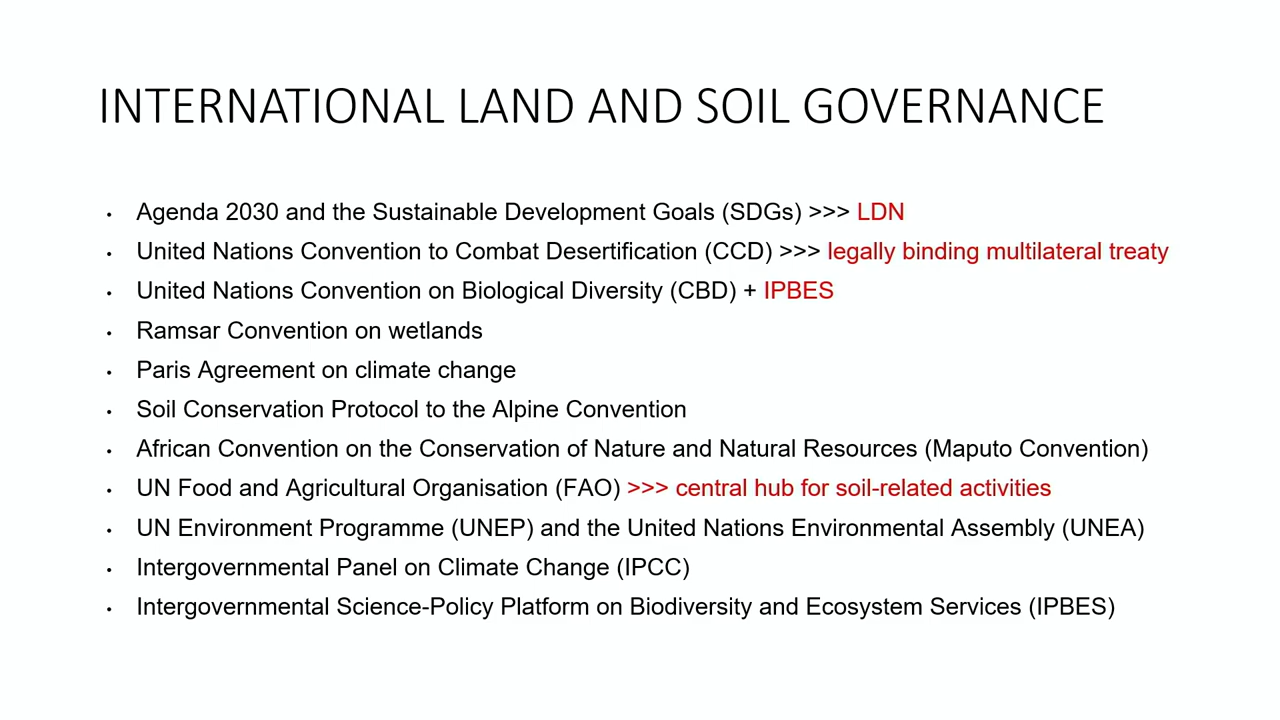 INTERNATIONAL LAND AND SOIL GOVERNANCE
• Agenda 2030 and the Sustainable Development Goals (SDGs) >>> LDN
• United Nations Convention to Combat Desertification (CCD) >>> legally binding multilateral treaty
• United Nations Convention on Biological Diversity (CBD) + IPBES
• Ramsar Convention on wetlands
• Paris Agreement on climate change
• Soil Conservation Protocol to the Alpine Convention
• African Convention on the Conservation of Nature and Natural Resources (Maputo Convention)
• UN Food and Agricultural Organisation (FAO) >>> central hub for soil-related activities
• UN Environment Programme (UNEP) and the United Nations Environmental Assembly (UNEA)
• Intergovernmental Panel on Climate Change (IPCC)
• Intergovernmental Science-Policy Platform on Biodiversity and Ecosystem Services (IPBES)